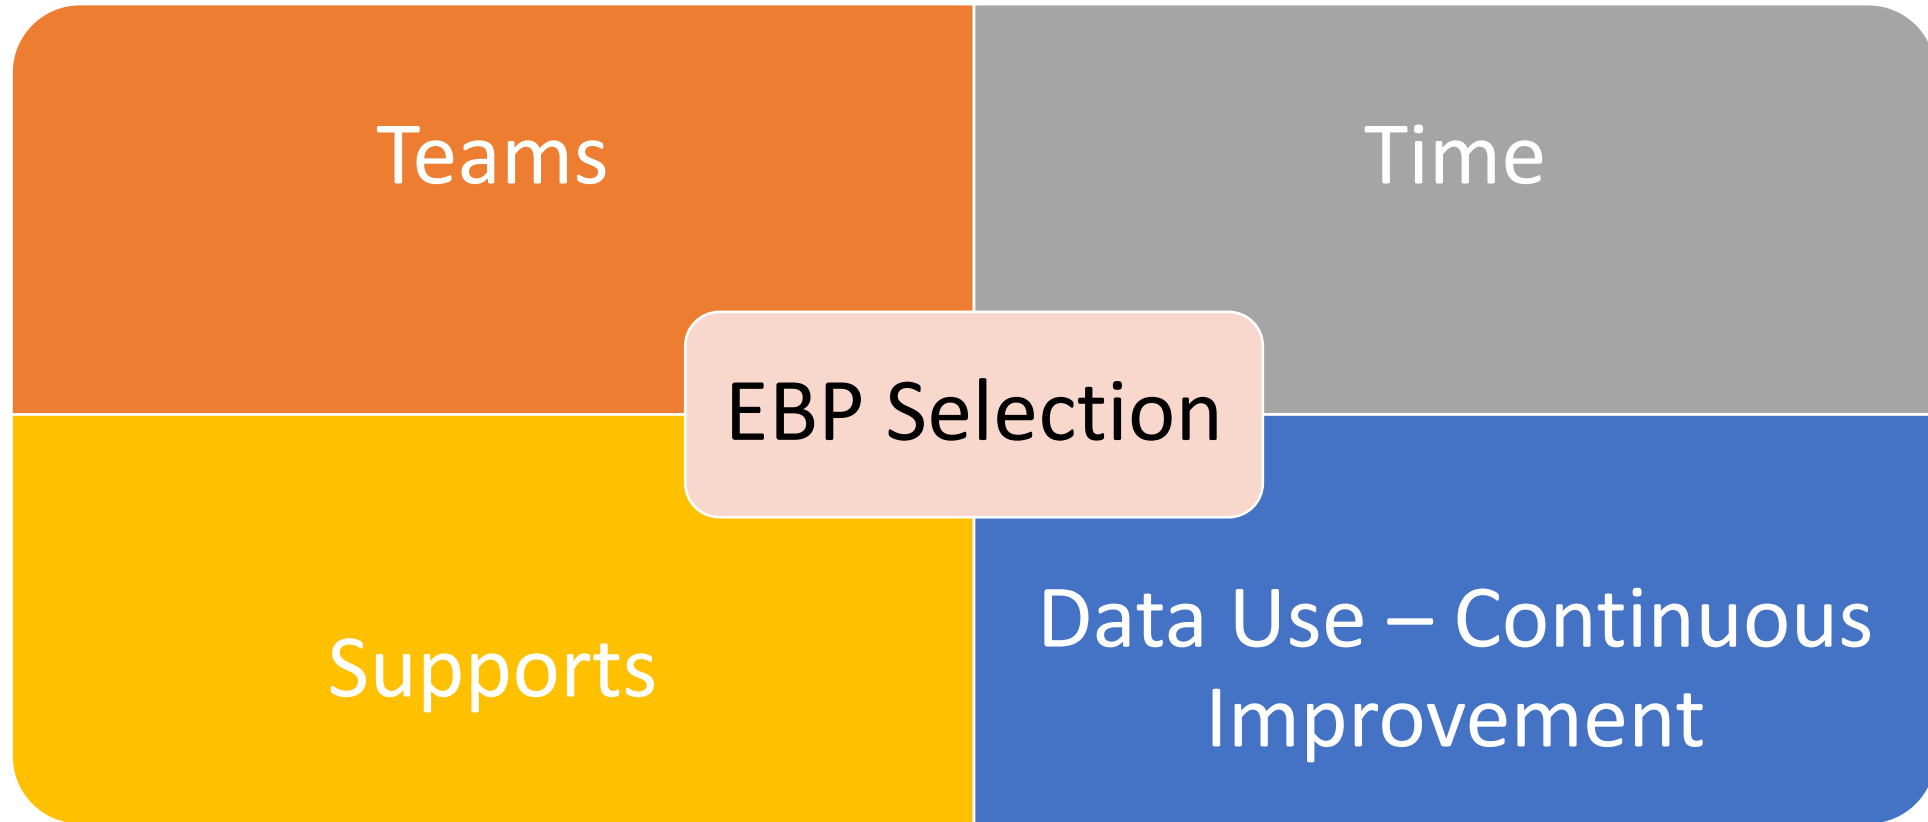 Teams
Time
EBP Selection
Supports
Data Use – Continuous
Improvement